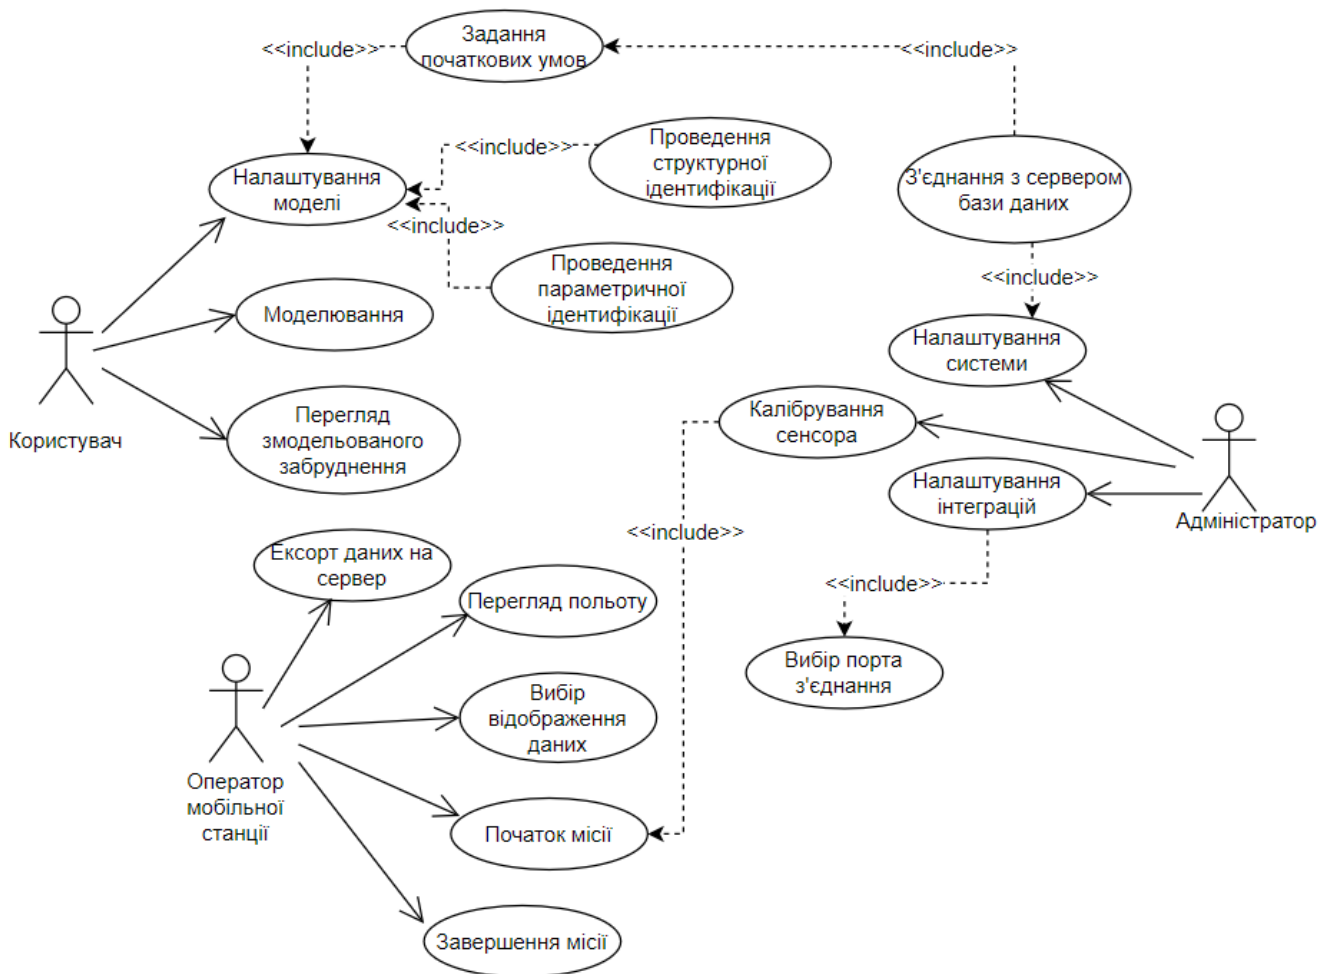 Задання
початкових умов
<<include>>
<<include>>
Проведення
структурної
ідентифікації
<<include>>
Налаштування
моделі
З'єднання з сервером
бази даних
<<include>>
Проведення
параметричної
ідентифікації
<<include>>
Моделювання
Налаштування
системи
Користувач
Перегляд
змодельованого
забруднення
Калібрування
сенсора
Налаштування
інтеграцій
Адміністратор
<<include>>
Ексорт даних на
сервер
<<include>>
Перегляд польоту
Вибір порта
з'єднання
Вибір
відображення
даних
Оператор
мобільної
станції
Початок місії
Завершення місії